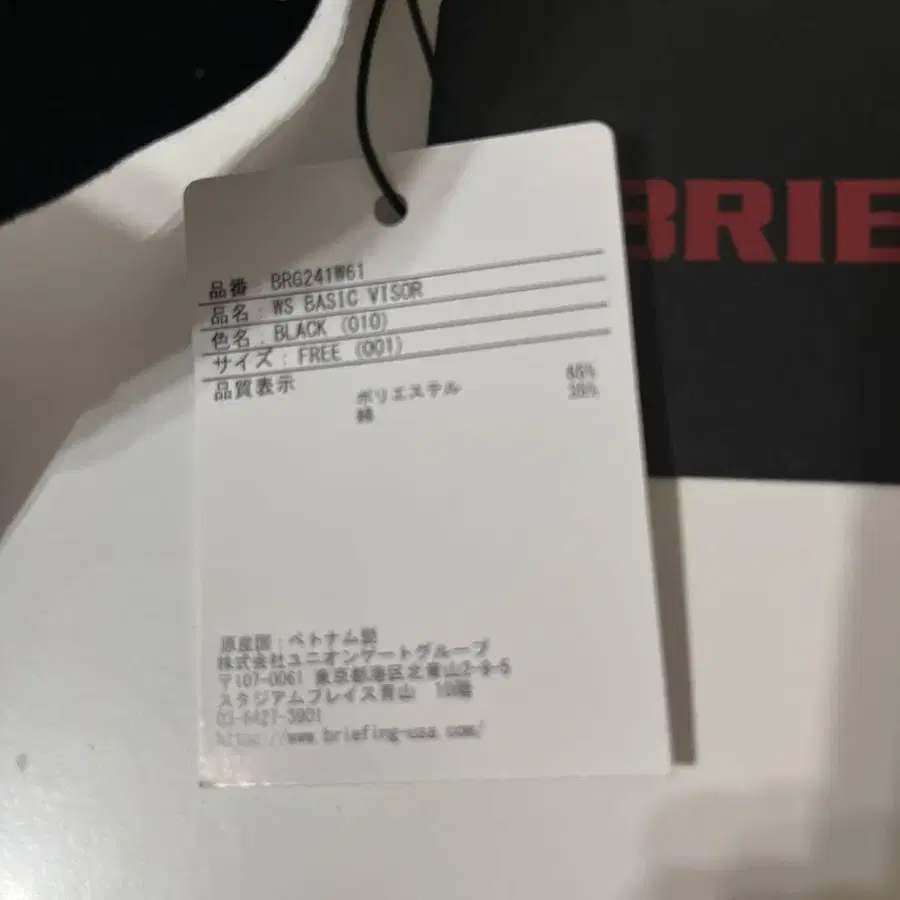 BRIE
品番 : BRG241W61
品名 : WS BASIC VISOR
色名 : BLACK (010)
サイズ : FREE (001)
品質表示
ポリエステル 65%
綿 35%
原産国 : ベトナム製
株式会社ユニオンゲートグループ
〒107-0061 東京都港区北青山2-9-5
スタジアムプレイス青山 10階
03-6427-3901
https://www.briefing-usa.com/